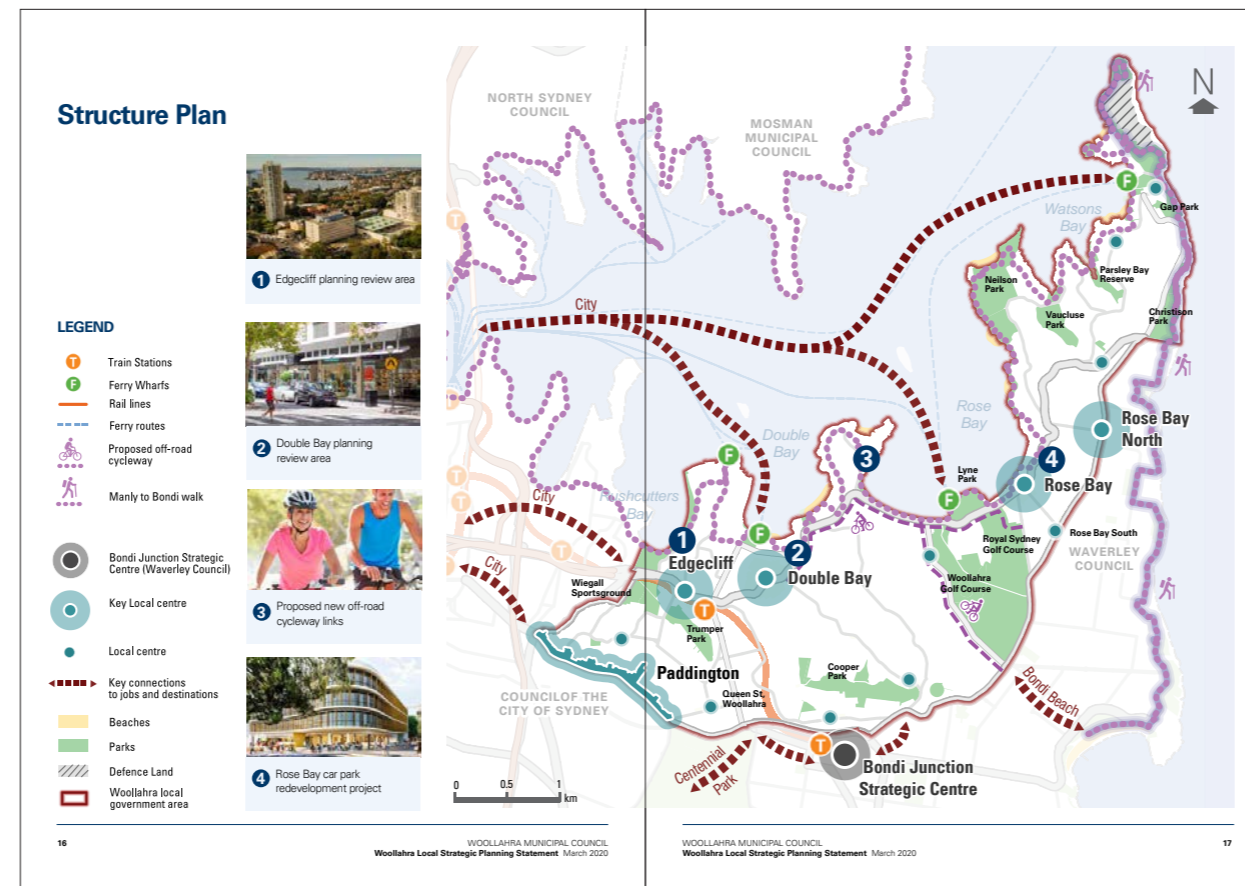 Structure Plan
1 Edgecliff planning review area
2 Double Bay planning
review area
3 Proposed new off-road
cycleway links
4 Rose Bay car park
redevelopment project
LEGEND
T Train Stations
F Ferry Wharfs
Rail lines
Ferry routes
Proposed off-road
cycleway
Manly to Bondi walk
Bondi Junction Strategic
Centre (Waverley Council)
Key Local centre
Local centre
Key connections
to jobs and destinations
Beaches
Parks
Defence Land
Woollahra local
government area
NORTH SYDNEY
COUNCIL
MOSMAN
MUNICIPAL
COUNCIL
N
T
F
Watsons
Bay
Gap Park
Neilson
Park
Parsley Bay
Reserve
Vaucluse
Park
Christison
Park
City
T
T
T
T
Rose
Bay
Rose Bay
North
Double
Bay
3
4
Rose Bay
F
Lyne
Park
F
City
Rushcutters
Bay
F
1
Edgecliff
2
Double Bay
Royal Sydney
Golf Course
Rose Bay South
WAVERLEY
COUNCIL
Woollahra
Golf Course
City
Wiegall
Sportsground
T
Trumper
Park
Paddington
Cooper
Park
Queen St,
Woollahra
COUNCILOF THE
CITY OF SYDNEY
Bondi Beach
T
Centennial
Park
Bondi Junction
Strategic Centre
0 0.5 1
km
16
WOOLLAHRA MUNICIPAL COUNCIL
Woollahra Local Strategic Planning Statement March 2020
WOOLLAHRA MUNICIPAL COUNCIL
Woollahra Local Strategic Planning Statement March 2020
17